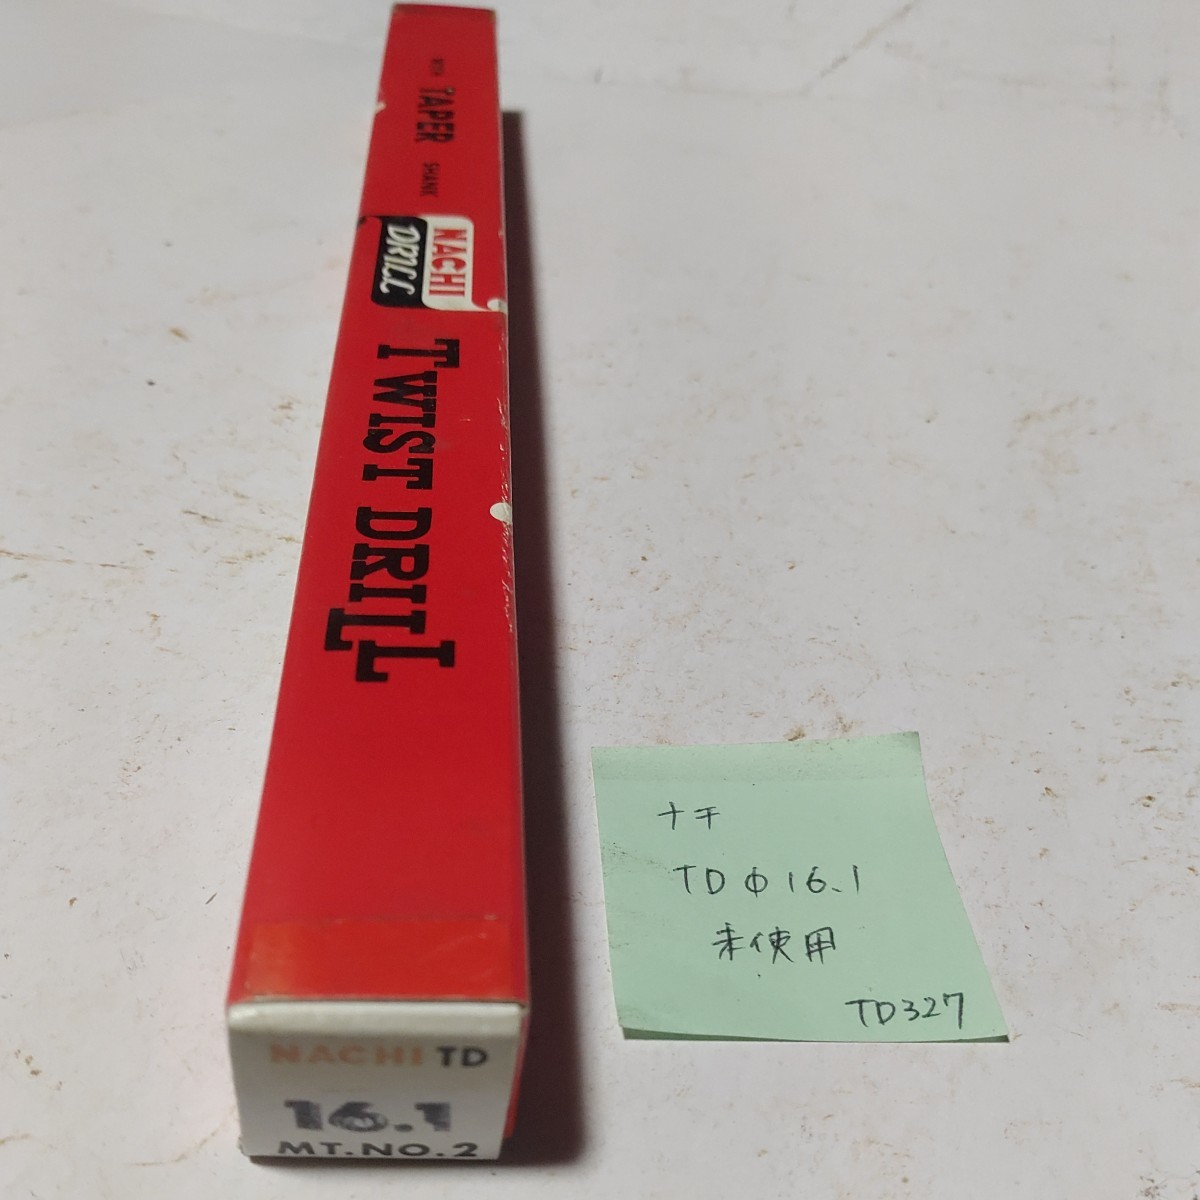 WITH TAPER SHANK
NACHI
DRILL
TWIST DRILL
NACHI TD
16.1
MT.NO.2
ナチ
TD φ16.1
未使用
TD327